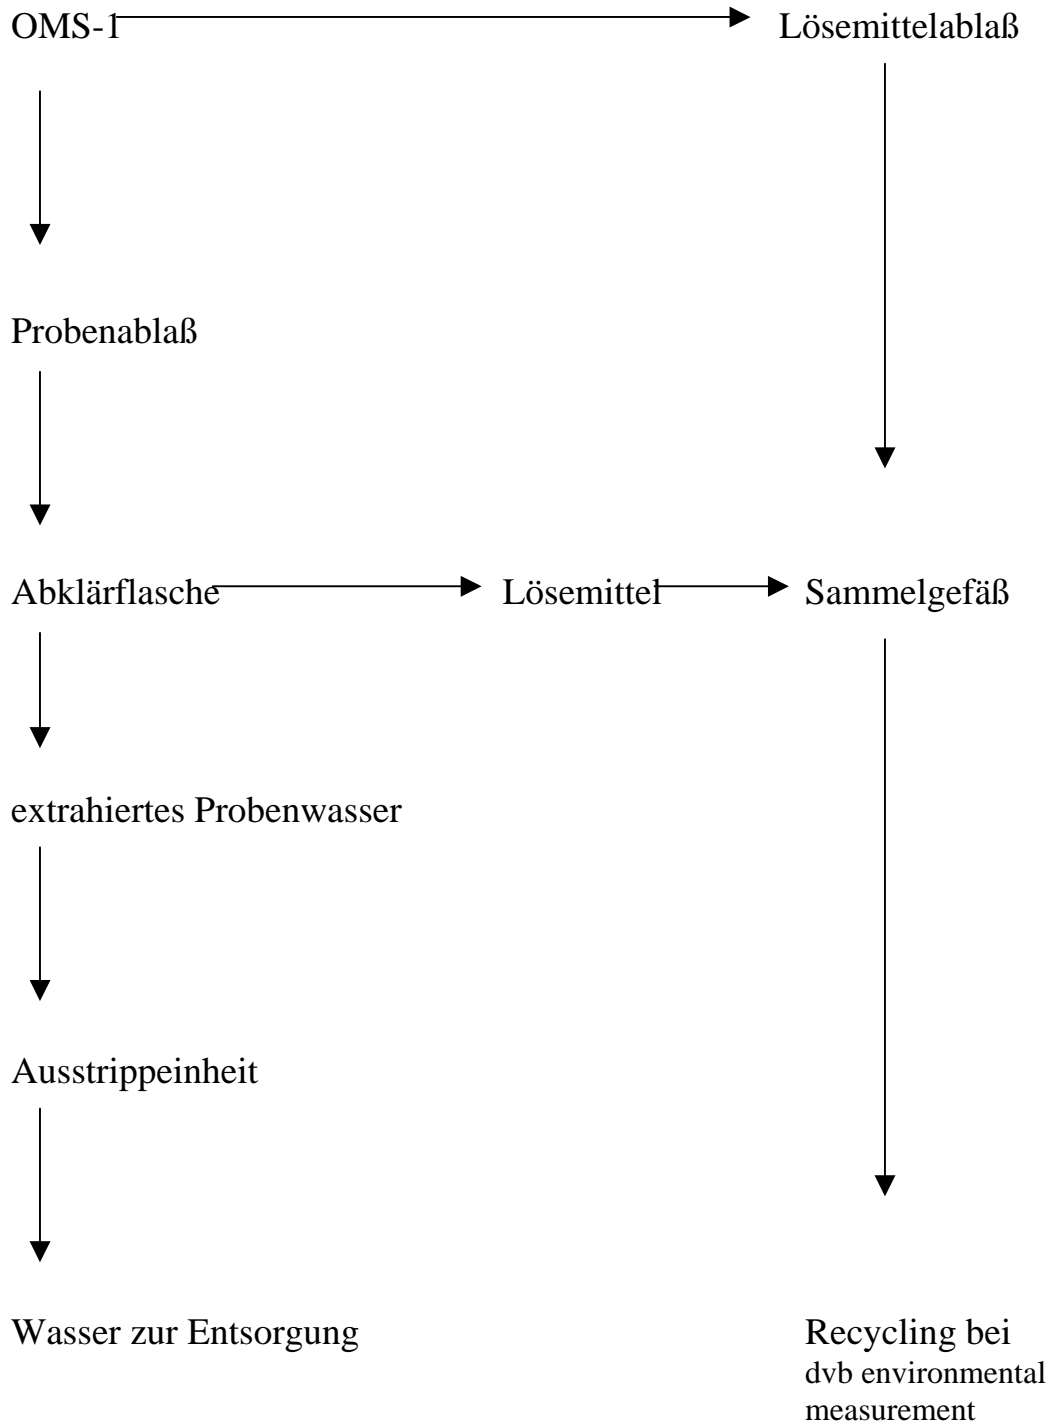 OMS-1
Lösemittelablaß
Probenablaß
Abklärflasche
Lösemittel
Sammelgefäß
extrahiertes Probenwasser
Ausstrippeinheit
Wasser zur Entsorgung
Recycling bei
dvb environmental
measurement